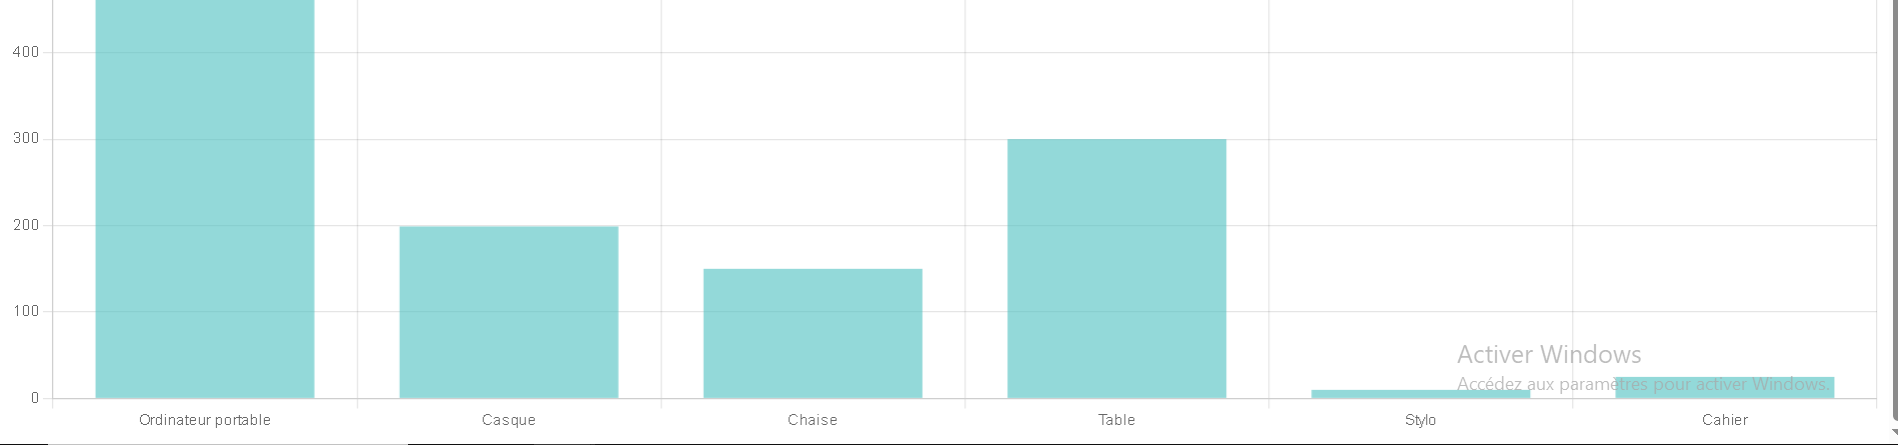 400
300
200
100
0
Ordinateur portable
Casque
Chaise
Table
Stylo
Cahier
Activer Windows
Accédez aux paramètres pour activer Windows.